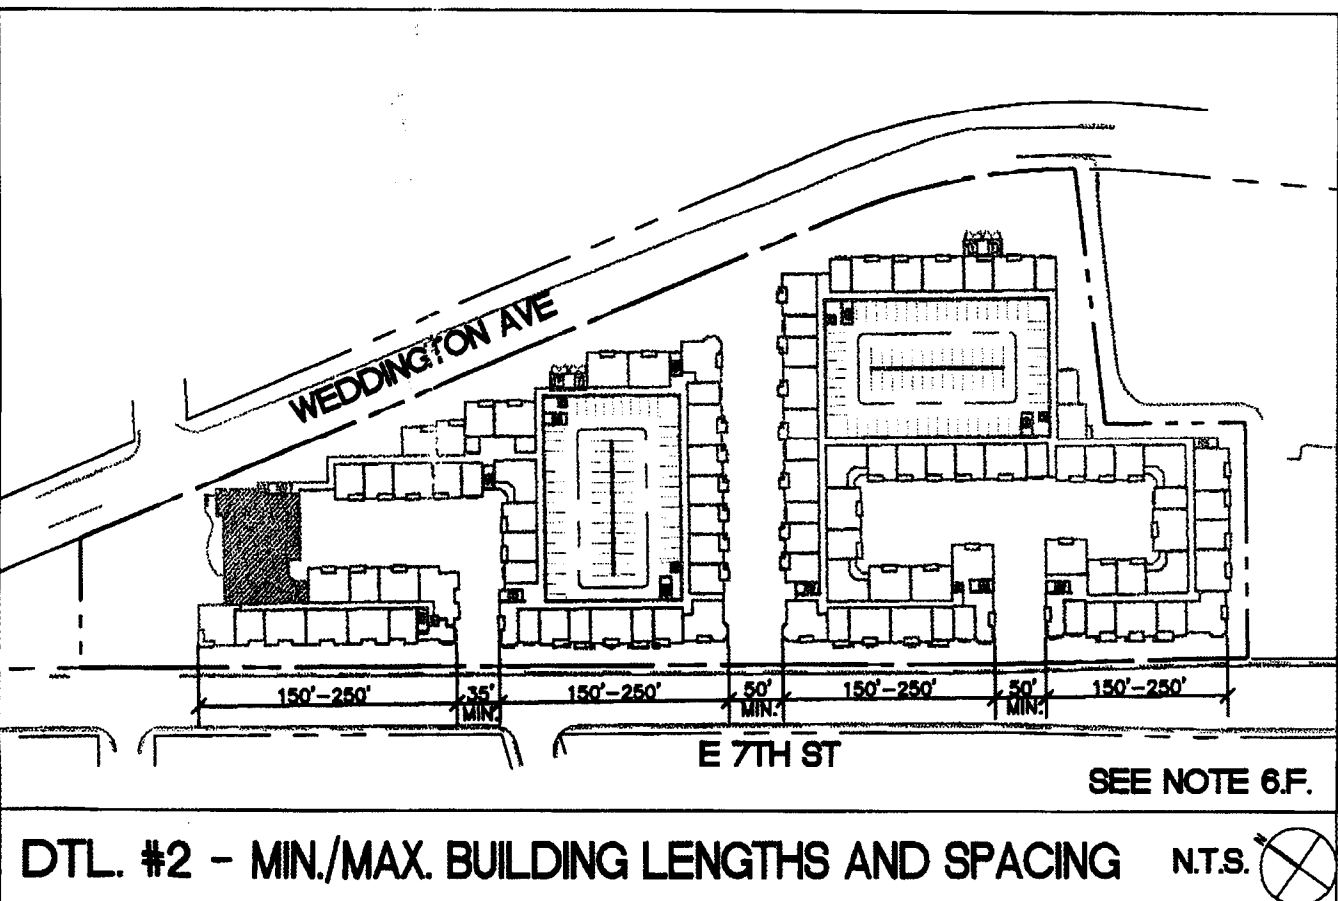 WEDDINGTON AVE
150'-250'
35'
MIN.
150'-250'
50'
MIN.
150'-250'
50'
MIN.
150'-250'
E 7TH ST
SEE NOTE 6.F.
DTL. #2 - MIN./MAX. BUILDING LENGTHS AND SPACING
N.T.S.
N